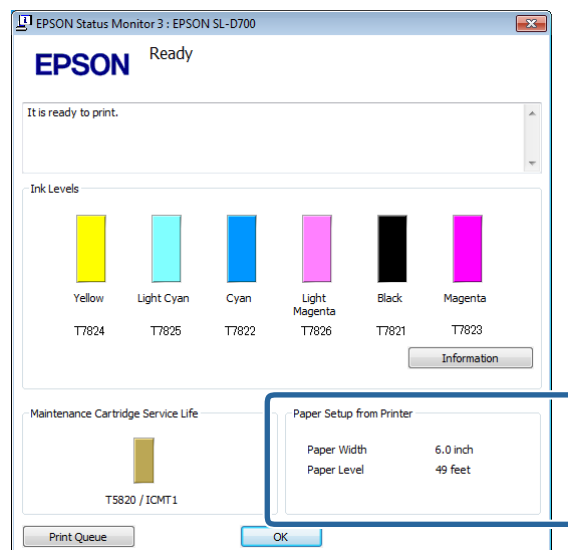 EPSON Status Monitor 3 : EPSON SL-D700
EPSON
Ready
It is ready to print.
Ink Levels
Yellow Light Cyan Cyan Light Magenta Black Magenta
T7824 T7825 T7822 T7826 T7821 T7823
Information
Maintenance Cartridge Service Life
T5820 / ICMT1
Paper Setup from Printer
Paper Width 6.0 inch
Paper Level 49 feet
Print Queue
OK